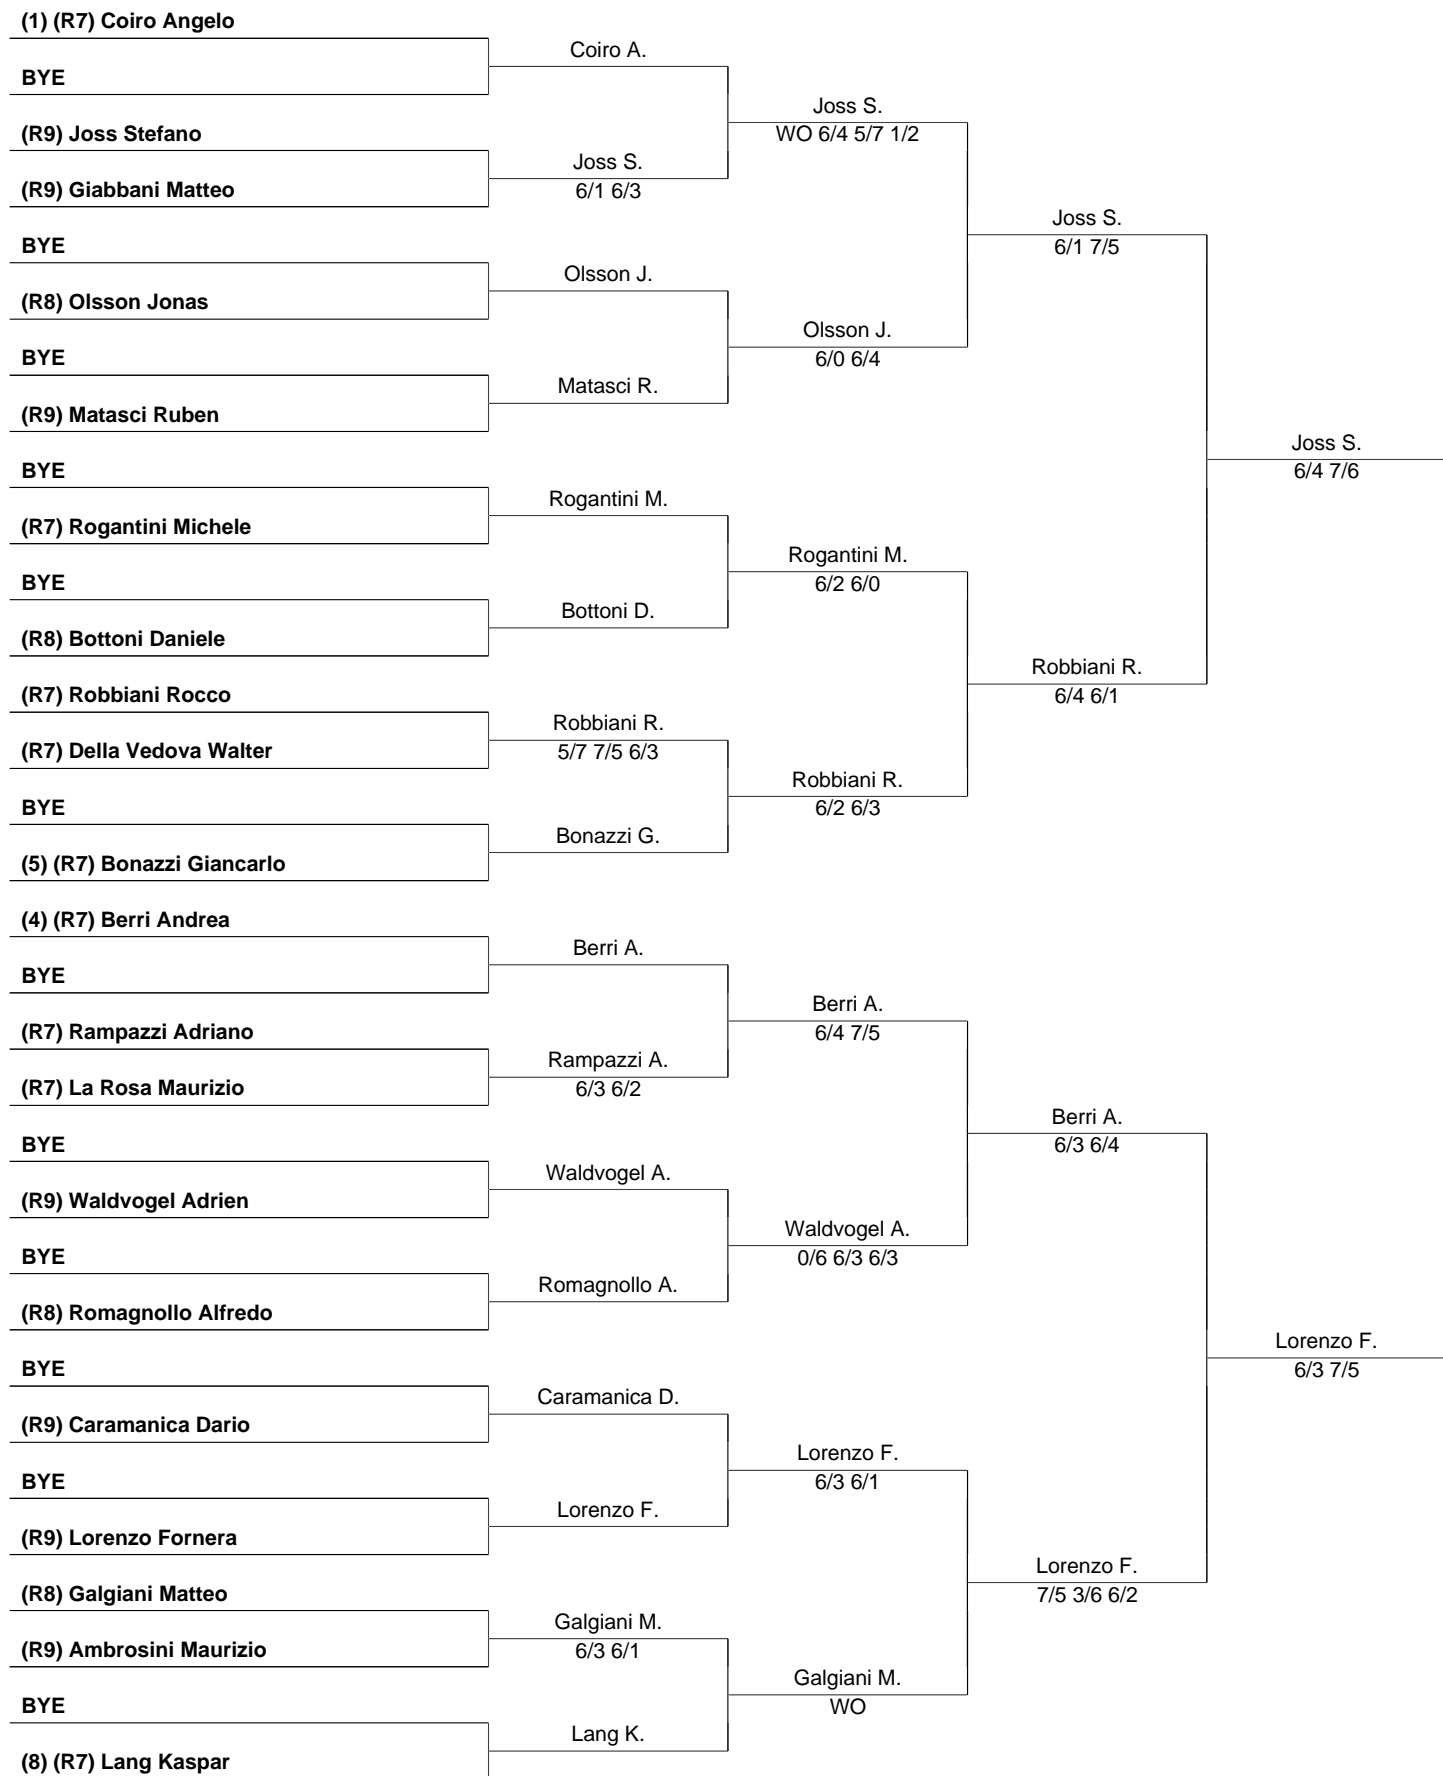 (1) (R7) Coiro Angelo
BYE
(R9) Joss Stefano
(R9) Giabbani Matteo
BYE
(R8) Olsson Jonas
BYE
(R9) Matasci Ruben
BYE
(R7) Rogantini Michele
BYE
(R8) Bottoni Daniele
(R7) Robbiani Rocco
(R7) Della Vedova Walter
BYE
(5) (R7) Bonazzi Giancarlo
(4) (R7) Berri Andrea
BYE
(R7) Rampazzi Adriano
(R7) La Rosa Maurizio
BYE
(R9) Waldvogel Adrien
BYE
(R8) Romagnollo Alfredo
BYE
(R9) Caramanica Dario
BYE
(R9) Lorenzo Fornera
(R8) Galgiani Matteo
(R9) Ambrosini Maurizio
BYE
(8) (R7) Lang Kaspar
Coiro A.
Joss S.
6/1 6/3
Olsson J.
Matasci R.
Rogantini M.
Bottoni D.
Robbiani R.
5/7 7/5 6/3
Bonazzi G.
Berri A.
Rampazzi A.
6/3 6/2
Waldvogel A.
Romagnollo A.
Caramanica D.
Lorenzo F.
Galgiani M.
6/3 6/1
Lang K.
Joss S.
WO 6/4 5/7 1/2
Olsson J.
6/0 6/4
Rogantini M.
6/2 6/0
Robbiani R.
6/2 6/3
Berri A.
6/4 7/5
Waldvogel A.
0/6 6/3 6/3
Lorenzo F.
6/3 6/1
Galgiani M.
WO
Joss S.
6/1 7/5
Robbiani R.
6/4 6/1
Berri A.
6/3 6/4
Lorenzo F.
7/5 3/6 6/2
Joss S.
6/4 7/6
Lorenzo F.
6/3 7/5